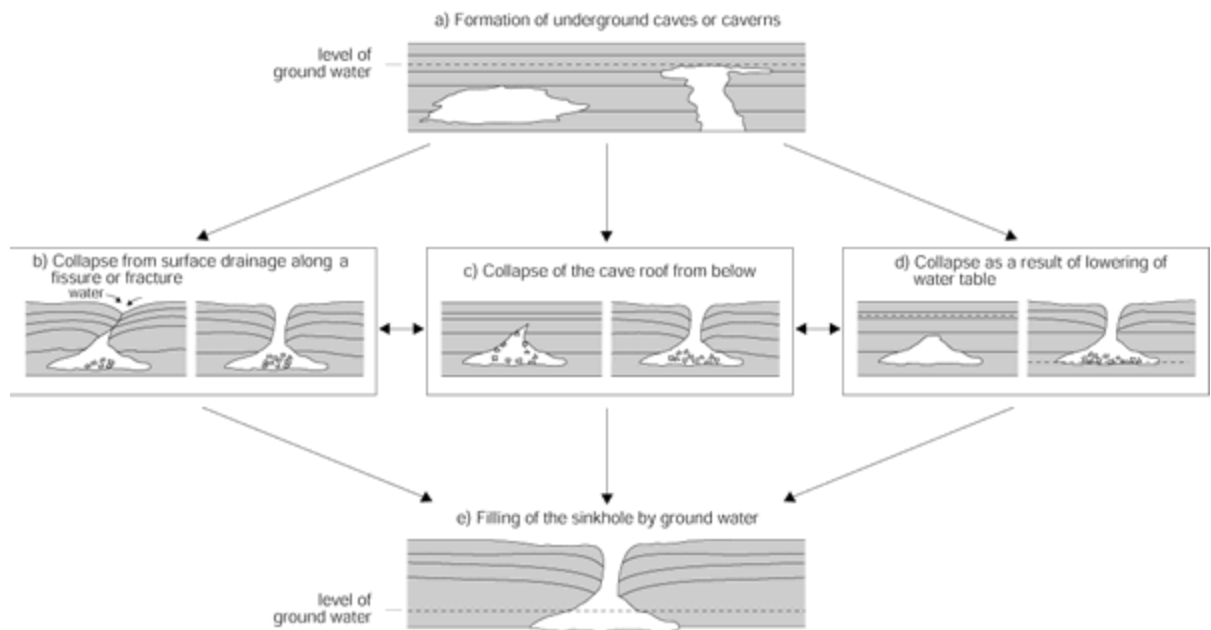 a) Formation of underground caves or caverns
level of
ground water
b) Collapse from surface drainage along a
fissure or fracture
water
c) Collapse of the cave roof from below
d) Collapse as a result of lowering of
water table
e) Filling of the sinkhole by ground water
level of
ground water